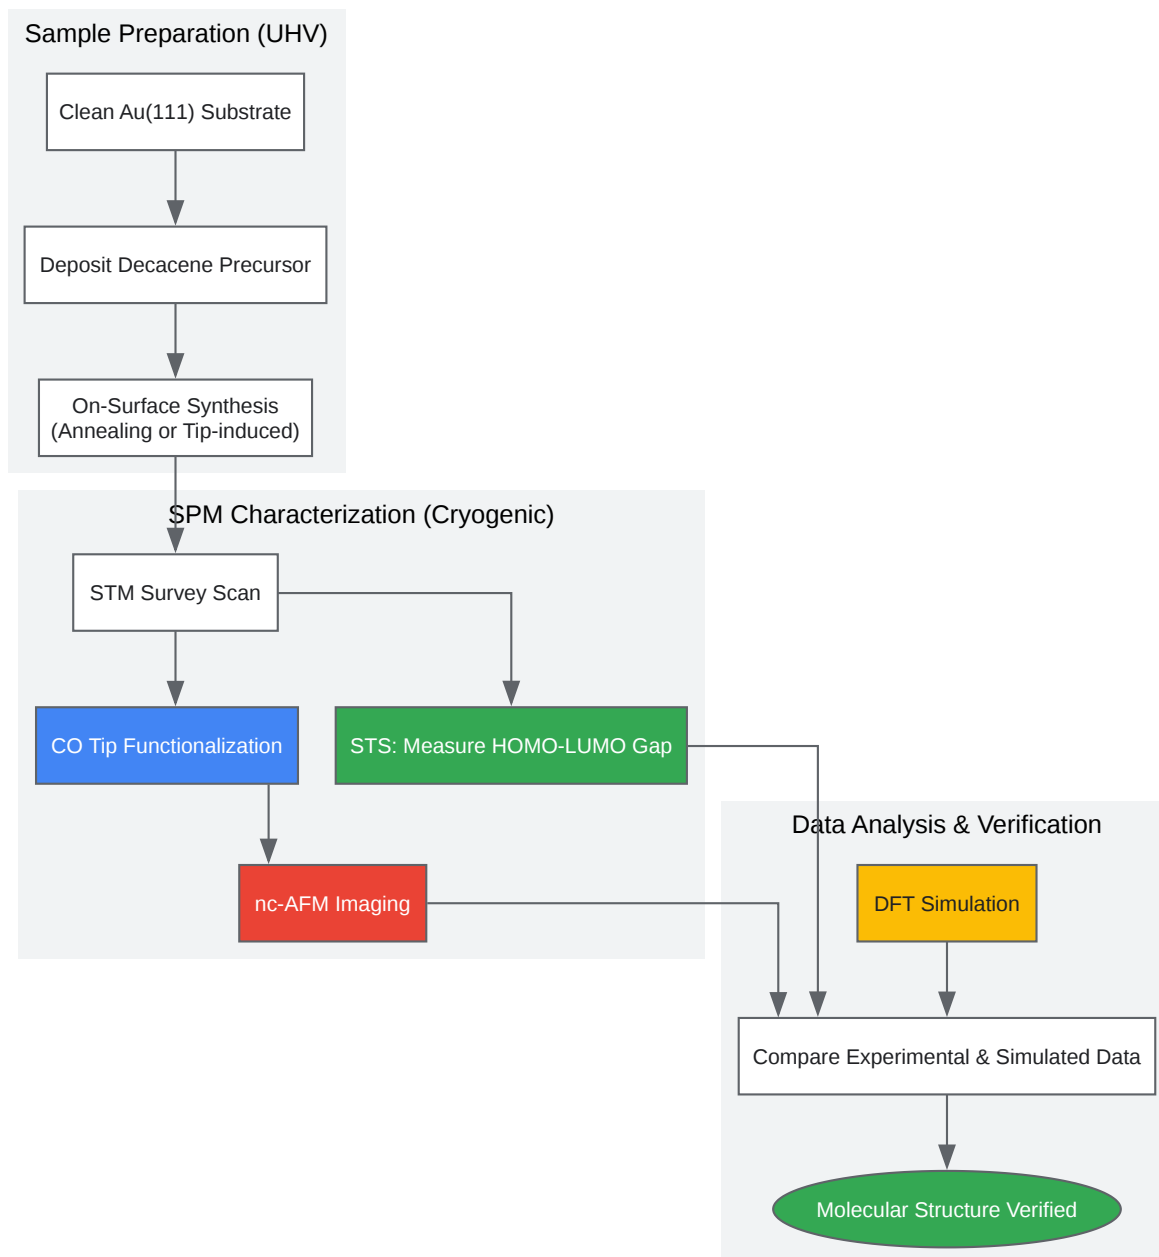 Sample Preparation (UHV)
Clean Au(111) Substrate
Deposit Decacene Precursor
On-Surface Synthesis
(Annealing or Tip-induced)
SPM Characterization (Cryogenic)
STM Survey Scan
CO Tip Functionalization
STS: Measure HOMO-LUMO Gap
nc-AFM Imaging
Data Analysis & Verification
DFT Simulation
Compare Experimental & Simulated Data
Molecular Structure Verified